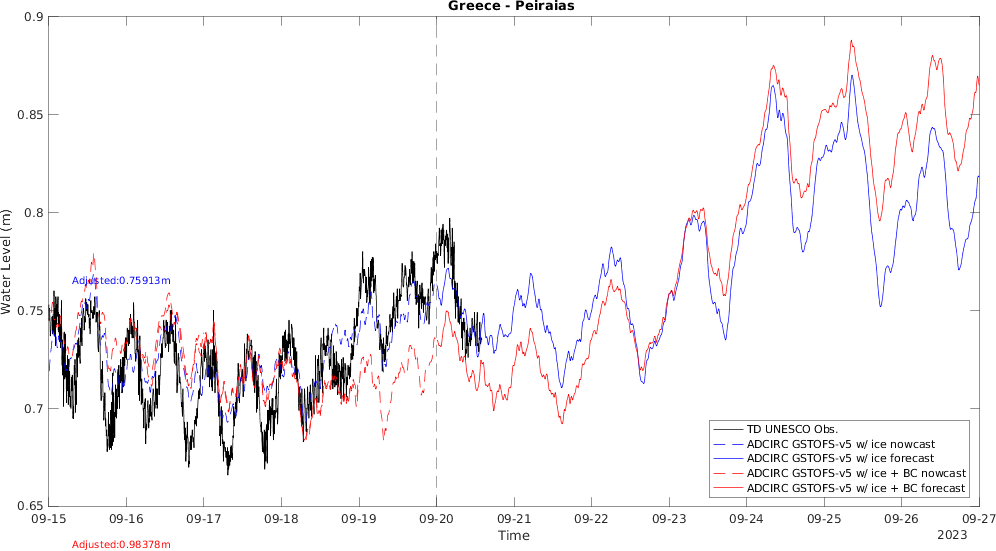 Greece - Peiraias
Water Level (m)
0.9
0.85
0.8
0.75
0.7
0.65
Adjusted:0.75913m
TD UNESCO Obs.
ADCIRC GSTOFS-v5 w/ ice nowcast
ADCIRC GSTOFS-v5 w/ ice forecast
ADCIRC GSTOFS-v5 w/ ice + BC nowcast
ADCIRC GSTOFS-v5 w/ ice + BC forecast
09-15 09-16 09-17 09-18 09-19 09-20 09-21 09-22 09-23 09-24 09-25 09-26 09-27
Time
2023
Adjusted:0.98378m